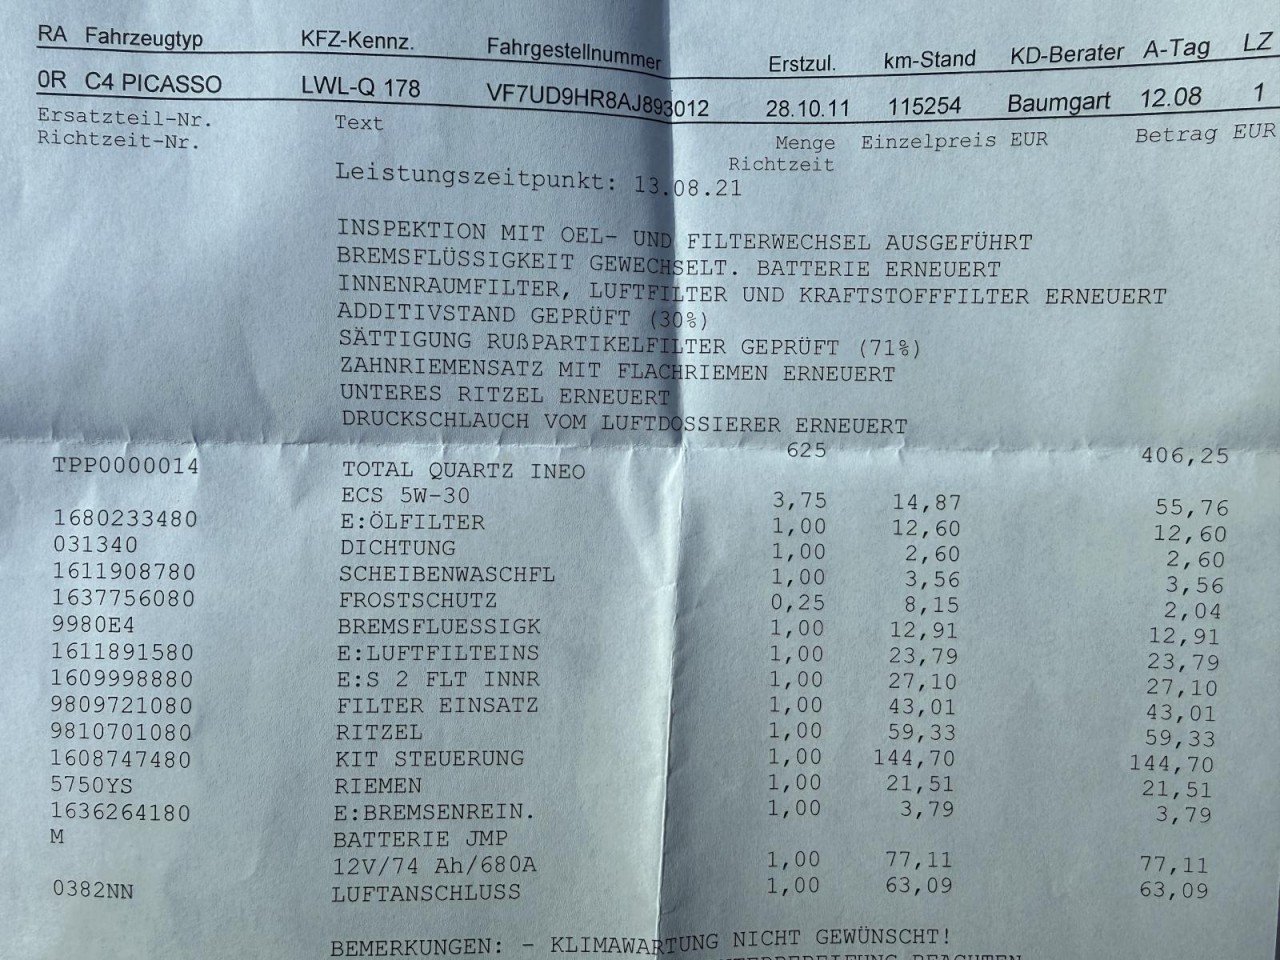 RA Fahrzeugtyp KFZ-Kennz. Fahrgestellnummer Erstzul. km-Stand KD-Berater A-Tag LZ
0R C4 PICASSO LWL-Q 178 VF7UD9HR8AJ893012 28.10.11 115254 Baumgart 12.08 1
Ersatzteil-Nr. Text Menge Einzelpreis EUR Betrag EUR
Richtzeit-Nr. Richtzeit
Leistungszeitpunkt: 13.08.21
INSPEKTION MIT OEL- UND FILTERWECHSEL AUSGEFÜHRT
BREMSFLÜSSIGKEIT GEWECHSELT. BATTERIE ERNEUERT
INNENRAUMFILTER, LUFTFILTER UND KRAFTSTOFFFILTER ERNEUERT
ADDITIVSTAND GEPRÜFT (30%)
SÄTTIGUNG RUßPARTIKELFILTER GEPRÜFT (71%)
ZAHNRIEMENSATZ MIT FLACHRIEMEN ERNEUERT
UNTERES RITZEL ERNEUERT
DRUCKSCHLAUCH VOM LUFTDOSSIERER ERNEUERT
625 406,25
TPP0000014 TOTAL QUARTZ INEO
ECS 5W-30 3,75 14,87 55,76
1680233480 E:ÖLFILTER 1,00 12,60 12,60
031340 DICHTUNG 1,00 2,60 2,60
1611908780 SCHEIBENWASCHFL 1,00 3,56 3,56
1637756080 FROSTSCHUTZ 0,25 8,15 2,04
9980E4 BREMSFLUESSIGK 1,00 12,91 12,91
1611891580 E:LUFTFILTEINS 1,00 23,79 23,79
1609998880 E:S 2 FLT INNR 1,00 27,10 27,10
9809721080 FILTER EINSATZ 1,00 43,01 43,01
9810701080 RITZEL 1,00 59,33 59,33
1608747480 KIT STEUERUNG 1,00 144,70 144,70
5750YS RIEMEN 1,00 21,51 21,51
1636264180 E:BREMSENREIN. 1,00 3,79 3,79
M BATTERIE JMP
12V/74 Ah/680A 1,00 77,11 77,11
0382NN LUFTANSCHLUSS 1,00 63,09 63,09
BEMERKUNGEN: - KLIMAWARTUNG NICHT GEWÜNSCHT!
BEACHTEN